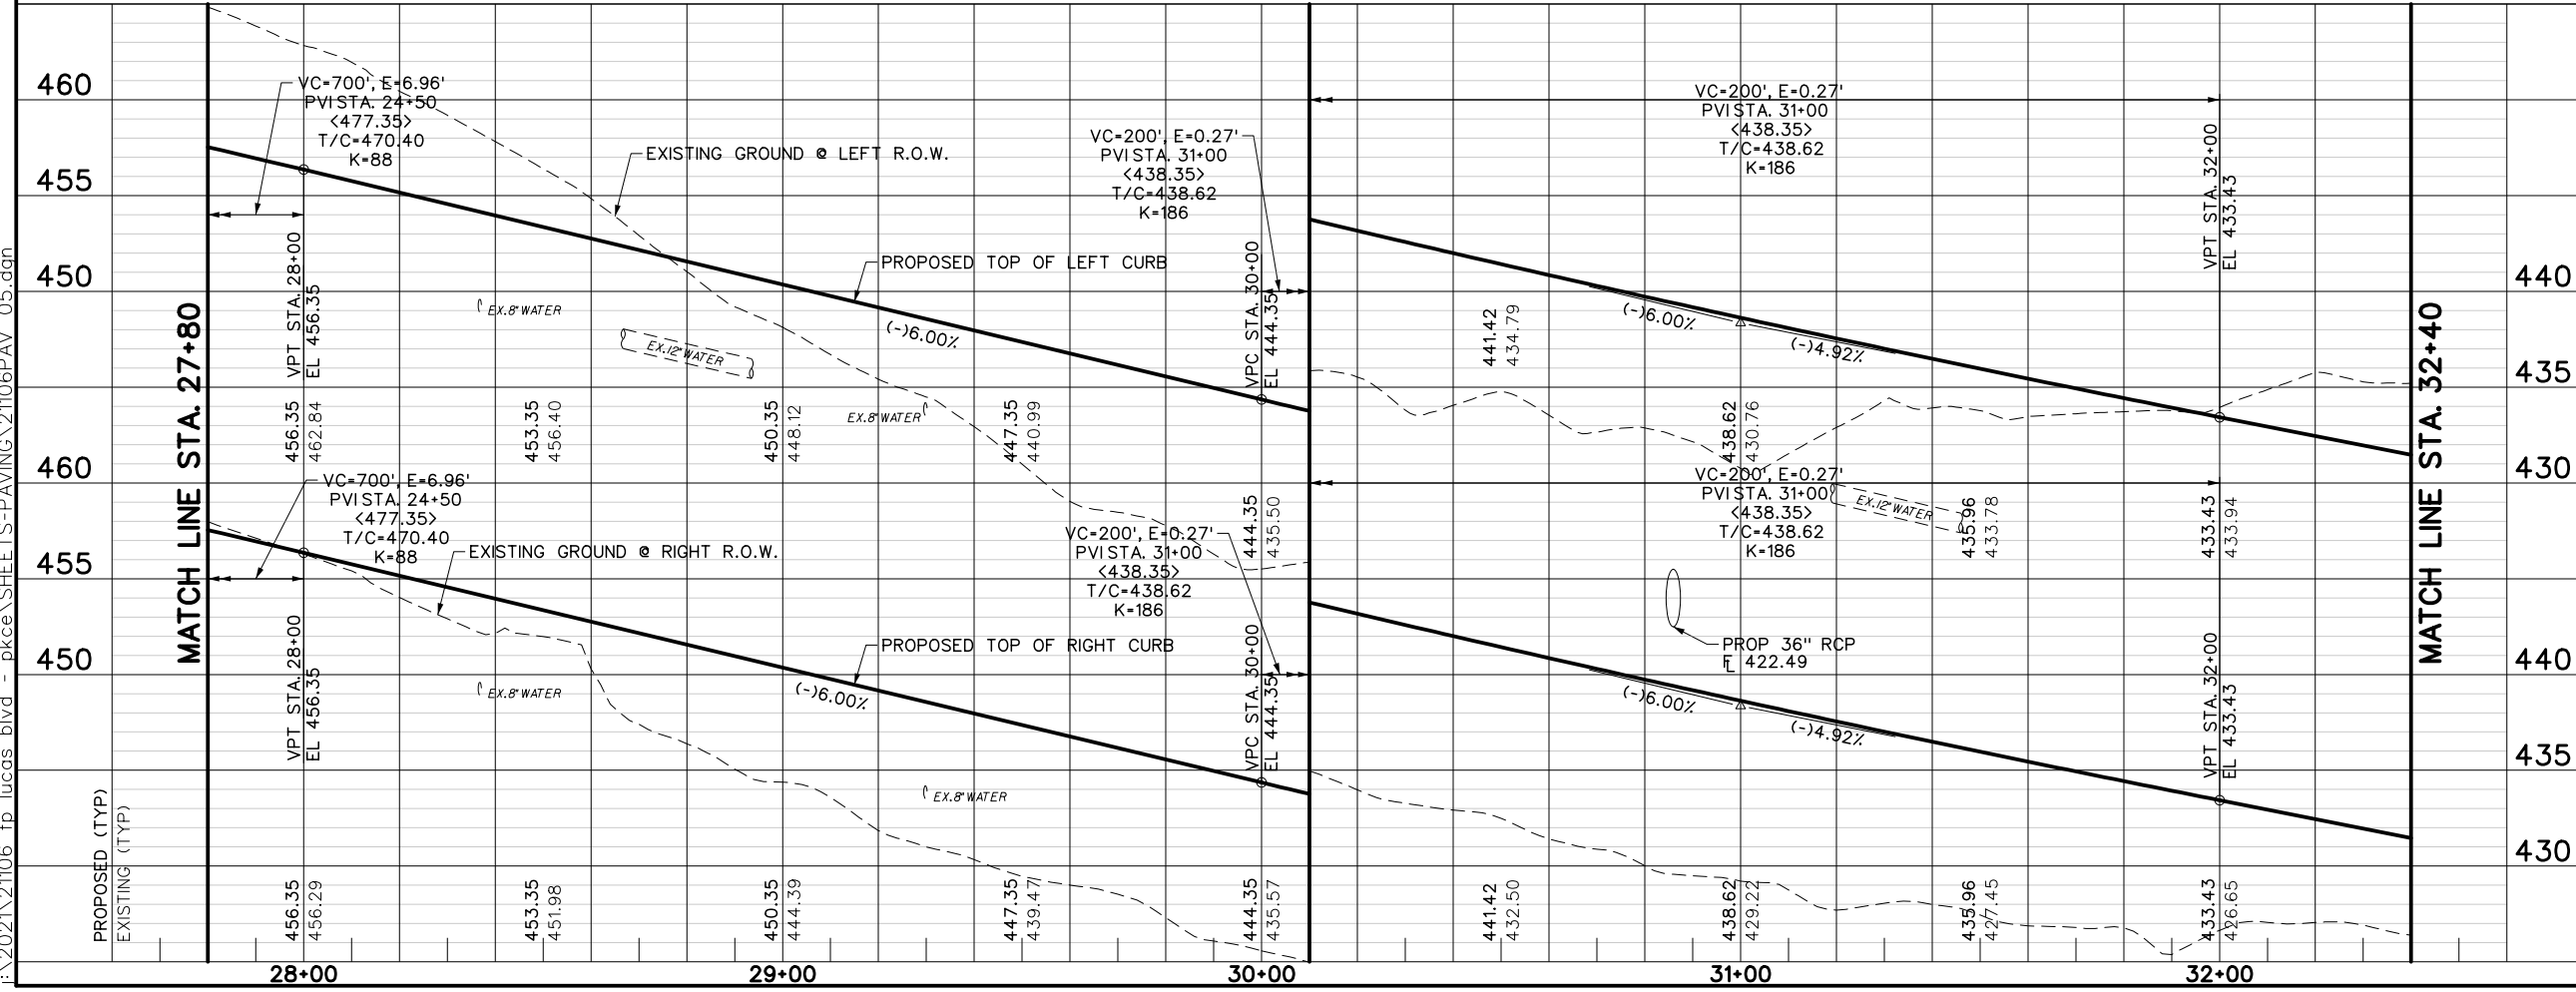 460
455
450
460
455
450
MATCH LINE STA. 27+80
VC=700', E=6.96'
PVI STA. 24+50
<477.35>
T/C=470.40
K=88
EXISTING GROUND @ LEFT R.O.W.
PROPOSED TOP OF LEFT CURB
(-)6.00%
VPT STA. 28+00
EL 456.35
EX.8"WATER
EX.12"WATER
EX.8"WATER
VC=200', E=0.27'
PVI STA. 31+00
<438.35>
T/C=438.62
K=186
VPC STA. 30+00
EL 444.35
456.35
462.84
453.35
456.40
450.35
448.12
447.35
440.99
444.35
435.50
VC=200', E=0.27'
PVI STA. 31+00
<438.35>
T/C=438.62
K=186
VPT STA. 32+00
EL 433.43
(-)6.00%
(-)4.92%
441.42
434.79
438.62
430.76
435.96
433.78
433.43
433.94
440
435
430
440
435
430
MATCH LINE STA. 32+40
VC=700', E=6.96'
PVI STA. 24+50
<477.35>
T/C=470.40
K=88
EXISTING GROUND @ RIGHT R.O.W.
PROPOSED TOP OF RIGHT CURB
(-)6.00%
VPT STA. 28+00
EL 456.35
EX.8"WATER
EX.8"WATER
VC=200', E=0.27'
PVI STA. 31+00
<438.35>
T/C=438.62
K=186
VPC STA. 30+00
EL 444.35
VC=200', E=0.27'
PVI STA. 31+00
<438.35>
T/C=438.62
K=186
EX.12"WATER
PROP 36" RCP
FL 422.49
(-)6.00%
(-)4.92%
VPT STA. 32+00
EL 433.43
PROPOSED (TYP)
EXISTING (TYP)
456.35
456.29
453.35
451.98
450.35
444.39
447.35
439.47
444.35
435.57
441.42
432.50
438.62
429.22
435.96
427.45
433.43
426.65
28+00
29+00
30+00
31+00
32+00
\2021\21106 fp lucas blvd - pkce\SHEETS-PAVING\21106PAV_05.dgn